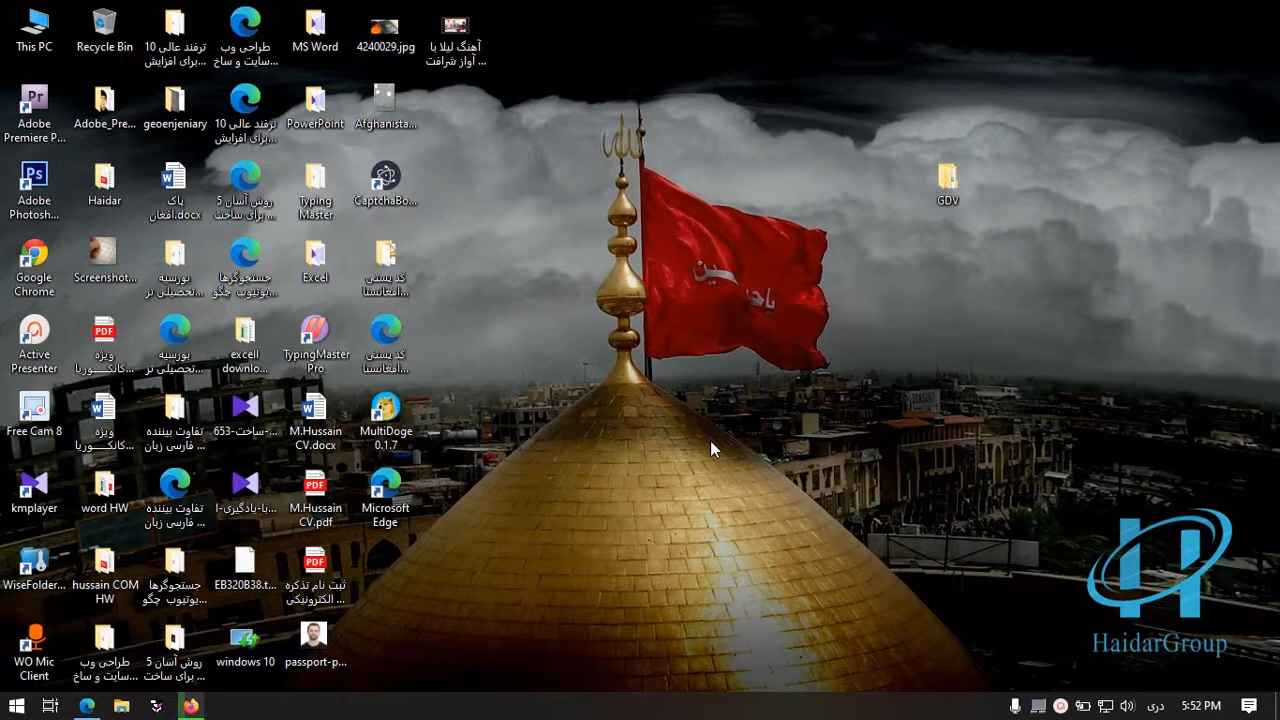 This PC
Recycle Bin
10 ترفند عالی
برای افزایش...
طراحی وب
سایت و ساخ...
MS Word
4240029.jpg
آهنگ لیلا با
آواز شرافت ...
Adobe
Premiere P...
Adobe_Pre...
geoenjeniary
10 ترفند عالی
برای افزایش...
PowerPoint
Afghanista...
الله
GDV
Adobe
Photosh...
Haidar
پاک
افغان.docx
5 روش آسان
برای ساخت ...
Typing
Master
CaptchaBo...
Google
Chrome
Screenshot...
بورسیه
تحصیلی تر...
جستجوگرها
یوتیوب چگو...
Excel
کد پستی
افغانستا...
یاحسین
Active
Presenter
ویژه
کانکــــوریا...
بورسیه
تحصیلی تر...
excell
downlo...
TypingMaster
Pro
کد پستی
افغانستا...
SAMSUNG
Free Cam 8
ویژه
کانکــــوریا...
تفاوت بیننده
فارسی زبان
653-ساخت-...
M.Hussain
CV.docx
MultiDoge
0.1.7
kmplayer
word HW
تفاوت بیننده
فارسی زبان ...
با-یادگیری-ا...
M.Hussain
CV.pdf
Microsoft
Edge
WiseFolder...
hussain COM
HW
جستجوگرها
یوتیوب چگو...
EB320B38.t...
ثبت نام تذکره
الکترونیکی ...
WO Mic
Client
طراحی وب
سایت و ساخ...
5 روش آسان
برای ساخت ...
windows 10
passport-p...
HaidarGroup
دری
5:52 PM